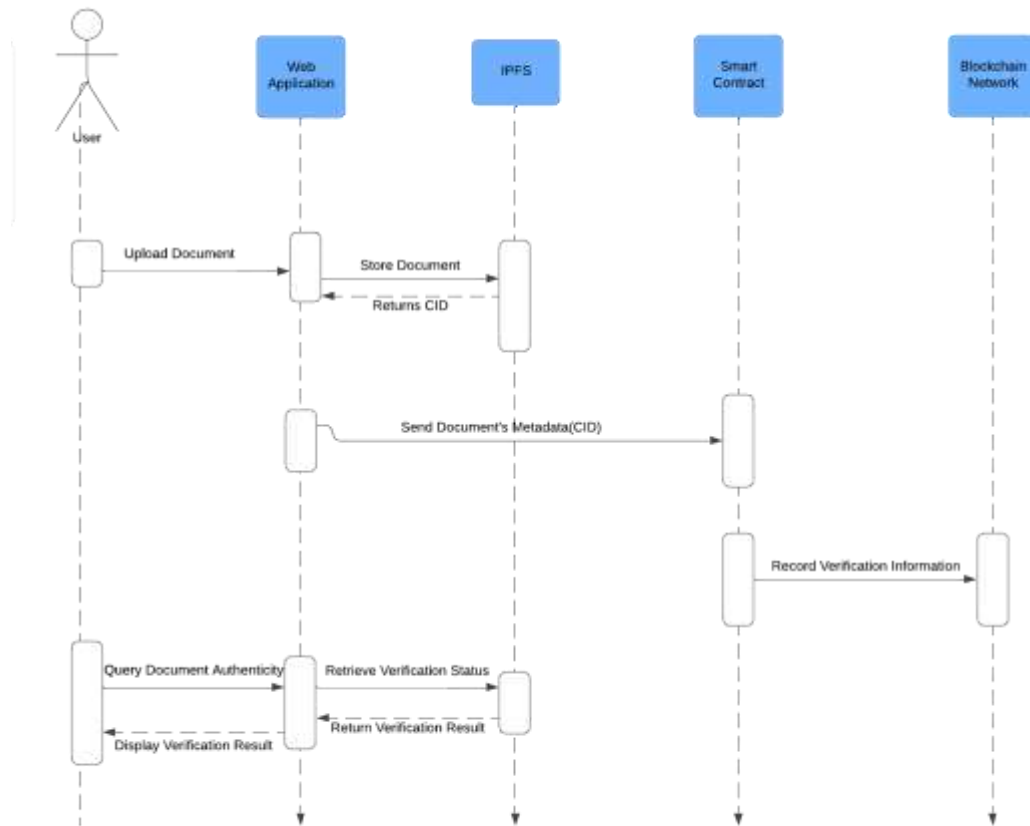 Web
Application
IPFS
Smart
Contract
Blockchain
Network
User
Upload Document
Store Document
Returns CID
Send Document's Metadata(CID)
Record Verification Information
Query Document Authenticity
Retrieve Verification Status
Return Verification Result
Display Verification Result